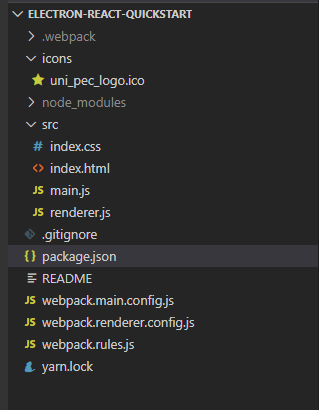 ELECTRON-REACT-QUICKSTART
.webpack
icons
uni_pec_logo.ico
node_modules
src
# index.css
<> index.html
JS main.js
JS renderer.js
.gitignore
{} package.json
README
JS webpack.main.config.js
JS webpack.renderer.config.js
JS webpack.rules.js
yarn.lock